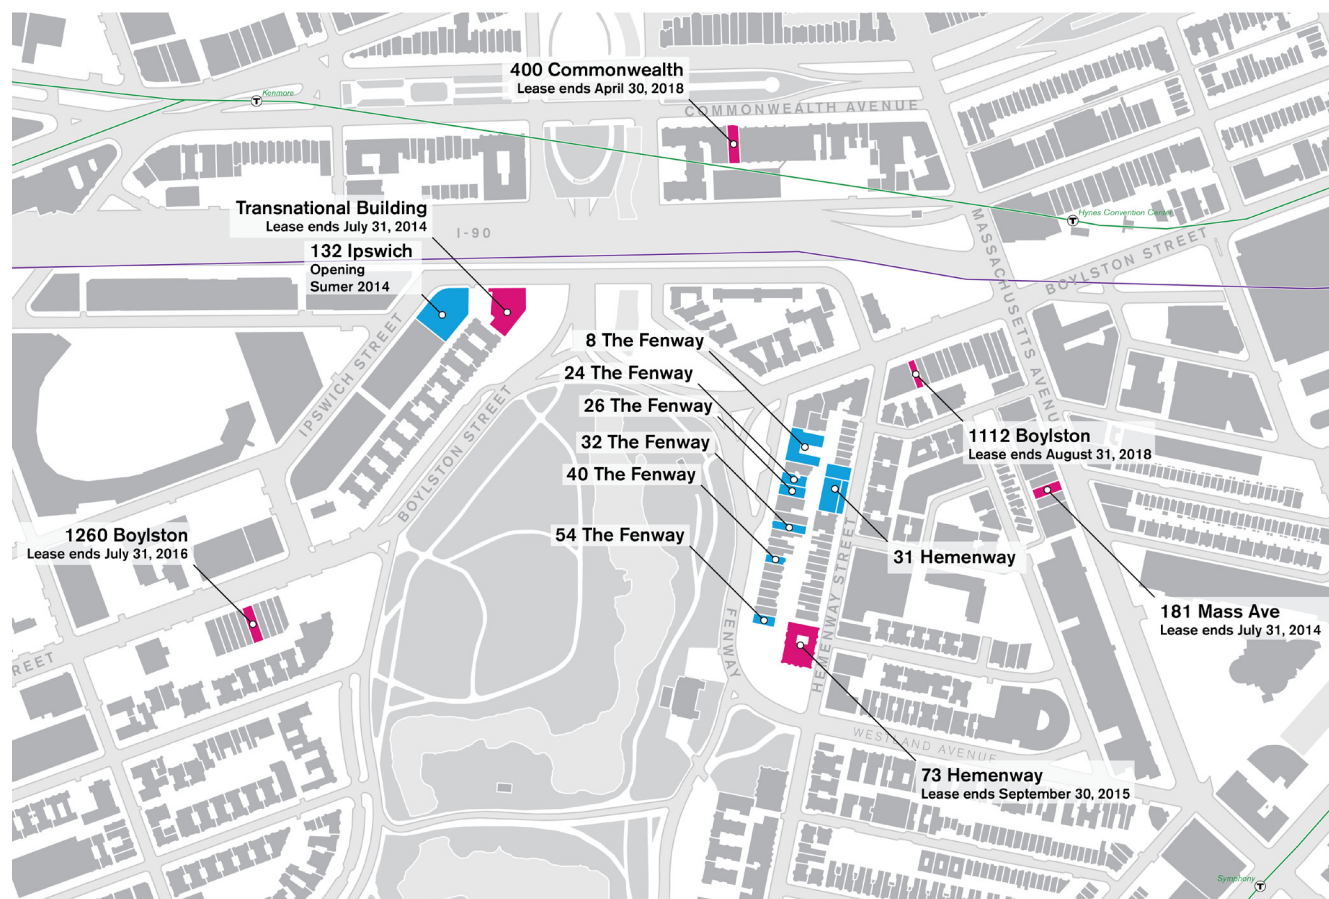 Kenmore
400 Commonwealth
Lease ends April 30, 2018
COMMONWEALTH AVENUE
Transnational Building
Lease ends July 31, 2014
I-90
132 Ipswich
Opening
Sumer 2014
Hynes Convention Center
MASSACHUSETTS AVENUE
BOYLSTON STREET
IPSWICH STREET
BOYLSTON STREET
8 The Fenway
24 The Fenway
26 The Fenway
32 The Fenway
40 The Fenway
54 The Fenway
1112 Boylston
Lease ends August 31, 2018
1260 Boylston
Lease ends July 31, 2016
31 Hemenway
181 Mass Ave
Lease ends July 31, 2014
FENWAY
HEMENWAY STREET
REET
WESTLAND AVENUE
73 Hemenway
Lease ends September 30, 2015
Symphony
T
T
T